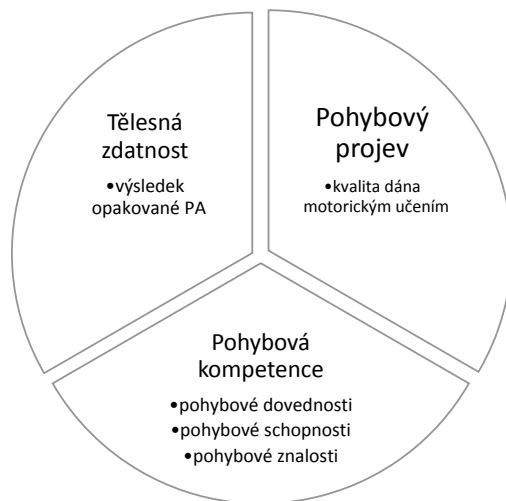 Tělesná
zdatnost
•výsledek
opakované PA
Pohybový
projev
•kvalita dána
motorickým učením
Pohybová
kompetence
•pohybové dovednosti
•pohybové schopnosti
•pohybové znalosti